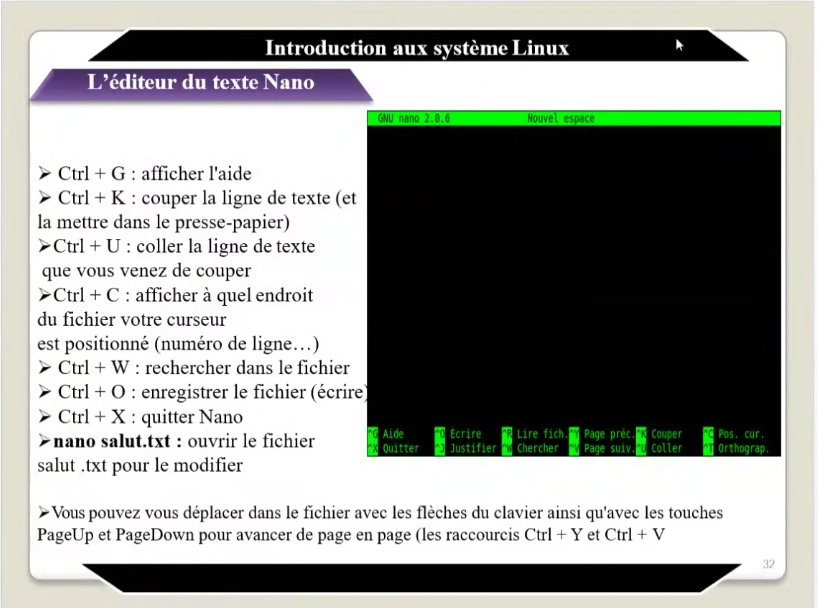 Introduction aux système Linux
L'éditeur du texte Nano
➤ Ctrl + G : afficher l'aide
➤ Ctrl + K : couper la ligne de texte (et
la mettre dans le presse-papier)
➤Ctrl + U : coller la ligne de texte
que vous venez de couper
➤Ctrl + C : afficher à quel endroit
du fichier votre curseur
est positionné (numéro de ligne…)
➤ Ctrl + W : rechercher dans le fichier
➤ Ctrl + O : enregistrer le fichier (écrire)
➤ Ctrl + X : quitter Nano
➤nano salut.txt : ouvrir le fichier
salut .txt pour le modifier
GNU nano 2.0.6 Nouvel espace
^G Aide ^O Écrire ^R Lire fich. ^Y Page préc. ^K Couper ^C Pos. cur.
^X Quitter ^J Justifier ^W Chercher ^V Page suiv. ^U Coller ^T Orthograp.
➤Vous pouvez vous déplacer dans le fichier avec les flèches du clavier ainsi qu'avec les touches
PageUp et PageDown pour avancer de page en page (les raccourcis Ctrl + Y et Ctrl + V
32